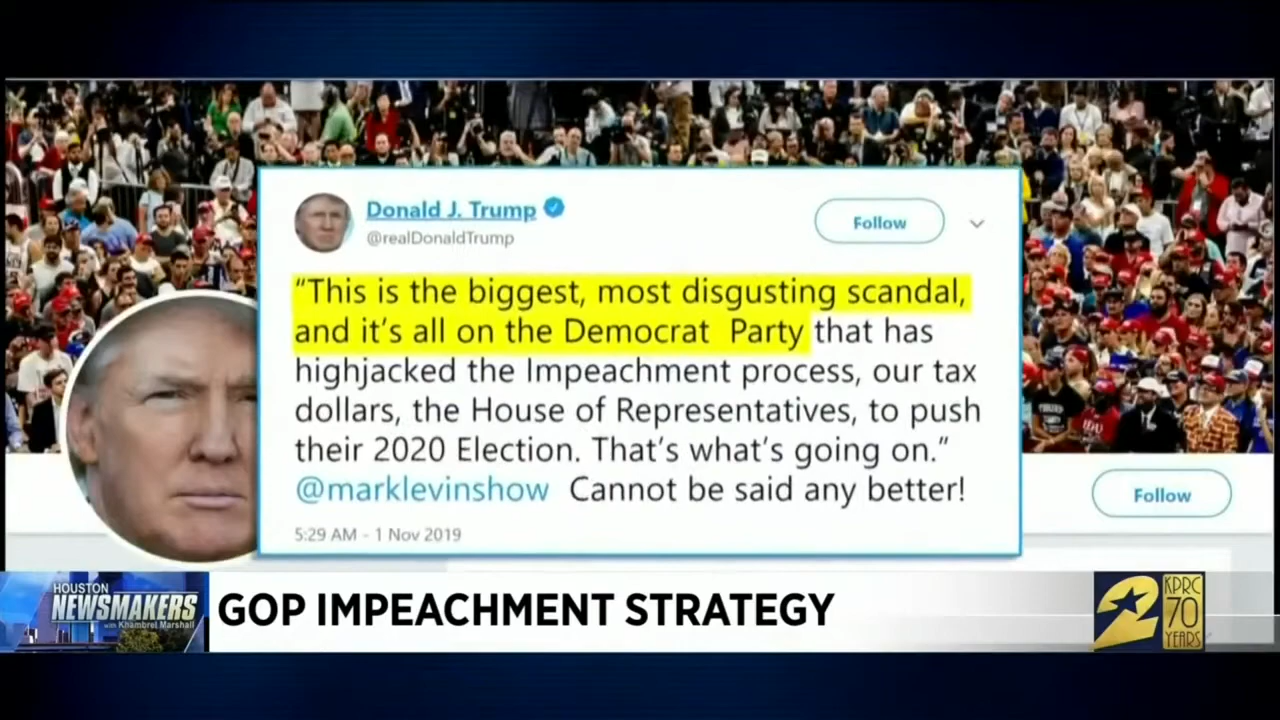 Donald J. Trump
@realDonaldTrump
Follow
“This is the biggest, most disgusting scandal,
and it’s all on the Democrat Party that has
highjacked the Impeachment process, our tax
dollars, the House of Representatives, to push
their 2020 Election. That’s what’s going on.”
@marklevinshow Cannot be said any better!
5:29 AM - 1 Nov 2019
Follow
HOUSTON
NEWSMAKERS
with Khambrel Marshall
GOP IMPEACHMENT STRATEGY
2
KPRC
70
YEARS